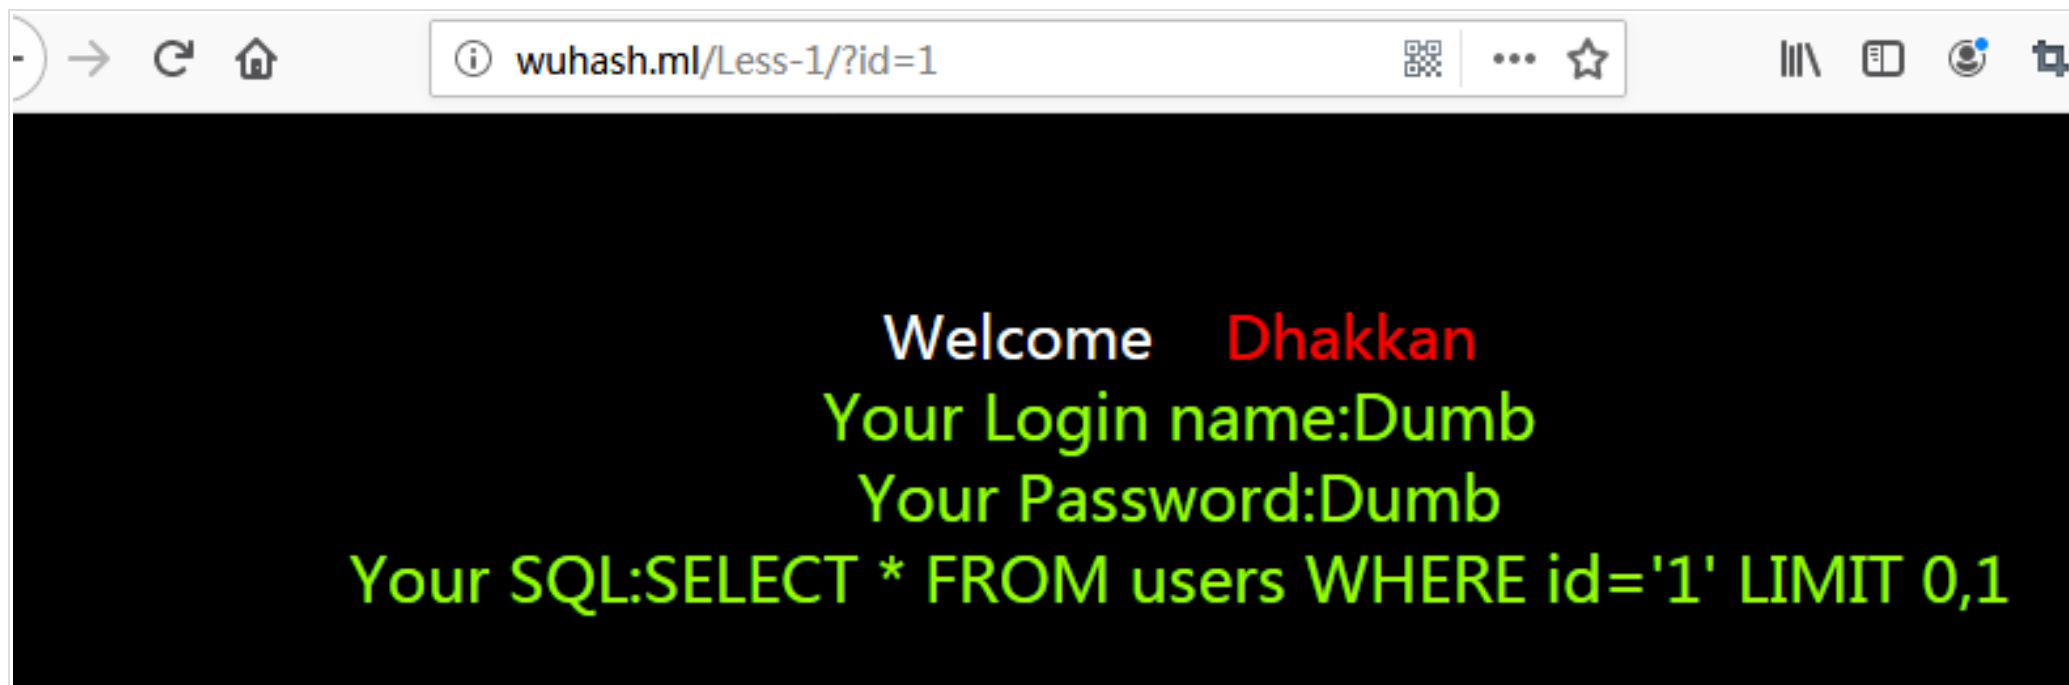 wuhash.ml/Less-1/?id=1
Welcome Dhakkan
Your Login name:Dumb
Your Password:Dumb
Your SQL:SELECT * FROM users WHERE id='1' LIMIT 0,1